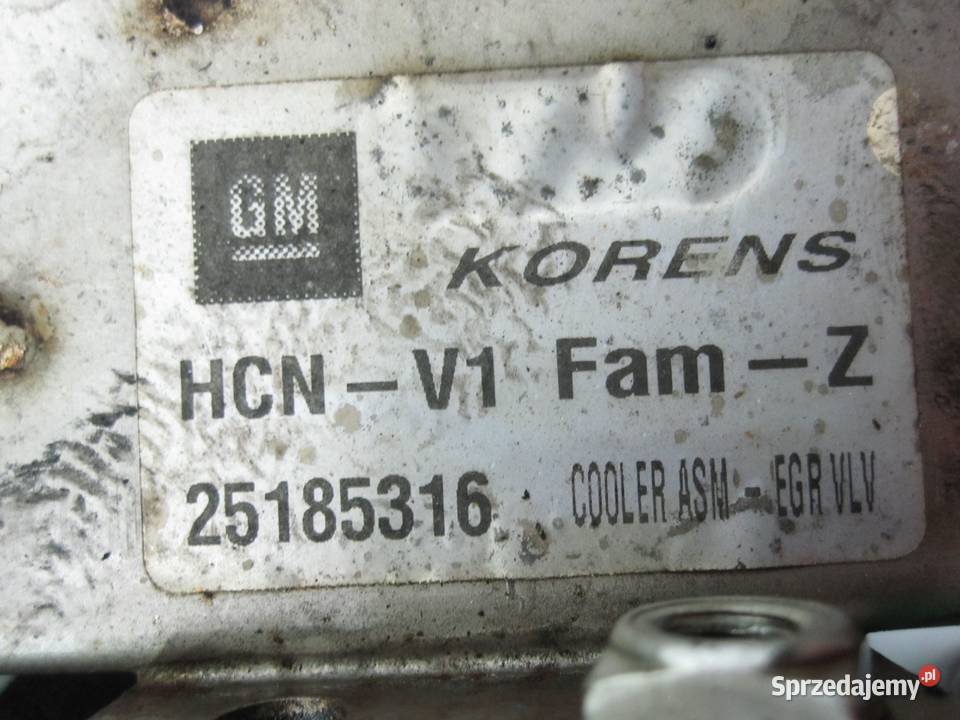 GM
KORENS
HCN-V1 Fam-Z
25185316 COOLER ASM - EGR VLV
Sprzedajemy.pl